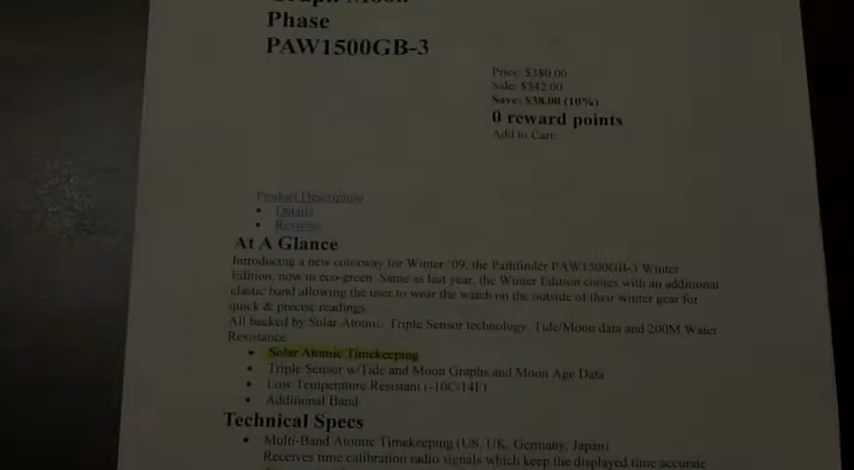 Graph Moon
Phase
PAW1500GB-3
Price: $380.00
Sale: $342.00
Save: $38.00 (10%)
0 reward points
Add to Cart
Product Description
• Details
• Reviews
At A Glance
Introducing a new colorway for Winter '09, the Pathfinder PAW1500GB-3 Winter
Edition, now in eco-green. Same as last year, the Winter Edition comes with an additional
elastic band allowing the user to wear the watch on the outside of their winter gear for
quick & precise readings.
All backed by Solar Atomic, Triple Sensor technology, Tide/Moon data and 200M Water
Resistance
• Solar Atomic Timekeeping
• Triple Sensor w/Tide and Moon Graphs and Moon Age Data
• Low Temperature Resistant (-10C/14F)
• Additional Band
Technical Specs
• Multi-Band Atomic Timekeeping (US, UK, Germany, Japan)
Receives time calibration radio signals which keep the displayed time accurate